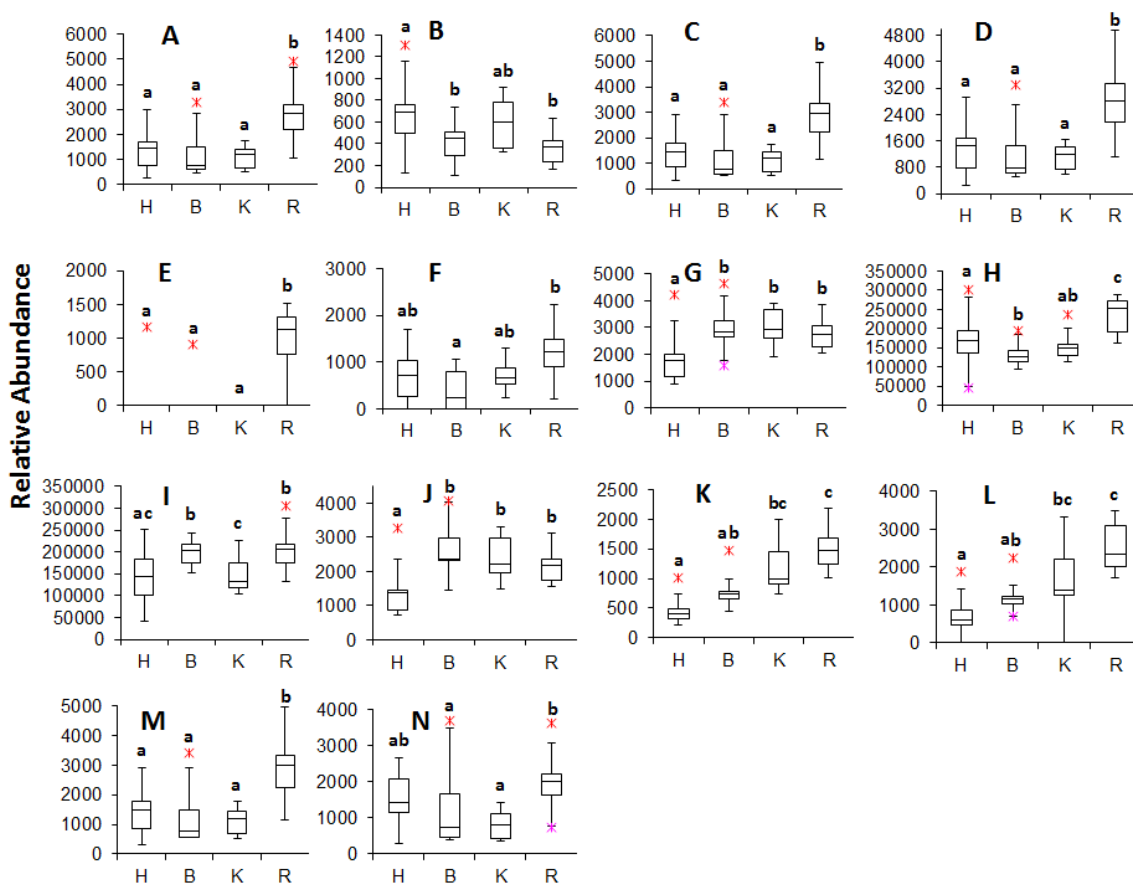 Relative Abundance
A
6000
5000
4000
3000
2000
1000
0
a a a b
H B K R
B
1400
1200
1000
800
600
400
200
0
a b ab b
H B K R
C
6000
5000
4000
3000
2000
1000
0
a a a b
H B K R
D
4800
4000
3200
2400
1600
800
0
a a a b
H B K R
E
2000
1500
1000
500
0
a a a b
H B K R
F
3000
2000
1000
0
ab a ab b
H B K R
G
5000
4000
3000
2000
1000
0
a b b b
H B K R
H
350000
300000
250000
200000
150000
100000
50000
0
a b ab c
H B K R
I
350000
300000
250000
200000
150000
100000
50000
0
ac b c b
H B K R
J
4000
3000
2000
1000
0
a b b b
H B K R
K
2500
2000
1500
1000
500
0
a ab bc c
H B K R
L
4000
3000
2000
1000
0
a ab bc c
H B K R
M
5000
4000
3000
2000
1000
0
a a a b
H B K R
N
4000
3000
2000
1000
0
ab a a b
H B K R